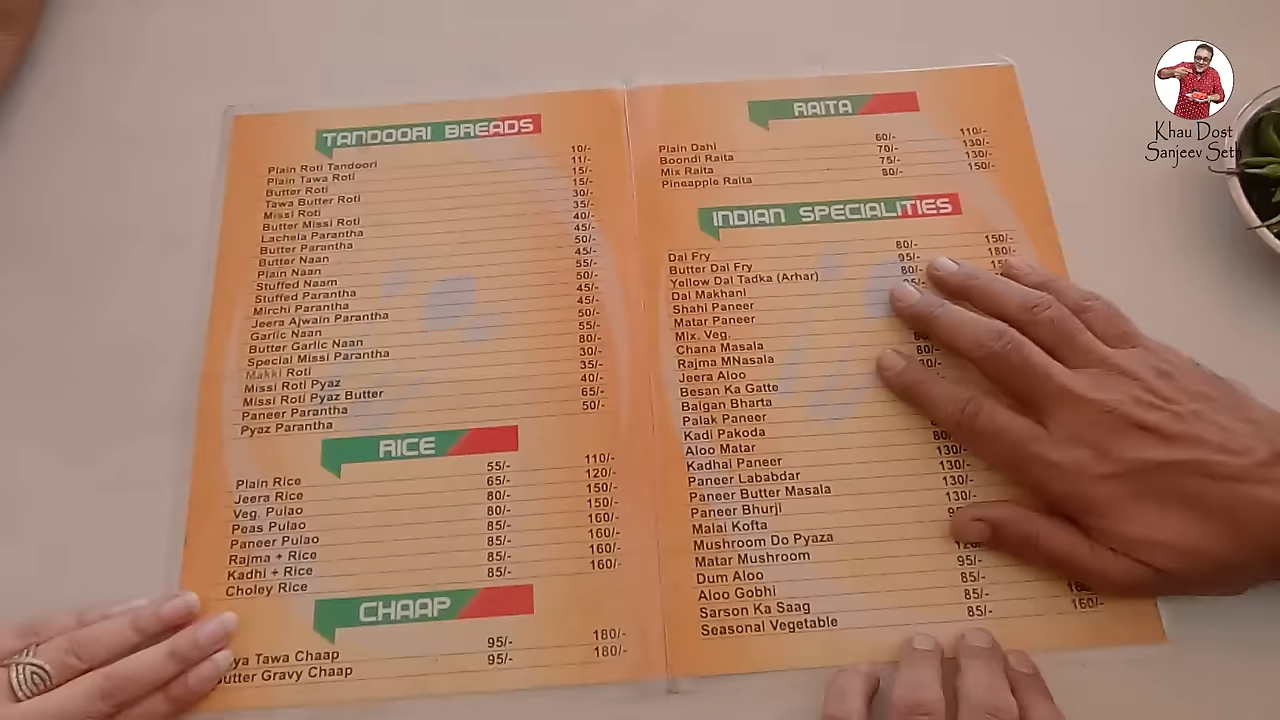 Khau Dost
Sanjeev Seth
TANDOORI BREADS
Plain Roti Tandoori 10/-
Plain Tawa Roti 11/-
Butter Roti 15/-
Tawa Butter Roti 15/-
Missi Roti 30/-
Butter Missi Roti 35/-
Lachela Parantha 40/-
Butter Parantha 45/-
Butter Naan 50/-
Plain Naan 45/-
Stuffed Naam 55/-
Stuffed Parantha 50/-
Mirchi Parantha 45/-
Jeera Ajwain Parantha 45/-
Garlic Naan 50/-
Butter Garlic Naan 55/-
Special Missi Parantha 80/-
Makki Roti 30/-
Missi Roti Pyaz 35/-
Missi Roti Pyaz Butter 40/-
Paneer Parantha 65/-
Pyaz Parantha 50/-
RICE
Plain Rice 55/- 110/-
Jeera Rice 65/- 120/-
Veg. Pulao 80/- 150/-
Peas Pulao 80/- 150/-
Paneer Pulao 85/- 160/-
Rajma + Rice 85/- 160/-
Kadhi + Rice 85/- 160/-
Choley Rice 85/- 160/-
CHAAP
Tawa Chaap 95/- 180/-
Gravy Chaap 95/- 180/-
RAITA
Plain Dahi 60/- 110/-
Boondi Raita 70/- 130/-
Mix Raita 75/- 130/-
Pineapple Raita 80/- 150/-
INDIAN SPECIALITIES
Dal Fry 80/- 150/-
Butter Dal Fry 95/- 180/-
Yellow Dal Tadka (Arhar) 80/-
Dal Makhani
Shahi Paneer
Matar Paneer
Mix. Veg.
Chana Masala
Rajma MNasala 80/-
Jeera Aloo
Besan Ka Gatte
Baigan Bharta
Palak Paneer
Kadi Pakoda
Aloo Matar 80/-
Kadhai Paneer 130/-
Paneer Lababdar 130/-
Paneer Butter Masala 130/-
Paneer Bhurji 130/-
Malai Kofta
Mushroom Do Pyaza
Matar Mushroom
Dum Aloo 95/-
Aloo Gobhi 85/-
Sarson Ka Saag 85/-
Seasonal Vegetable 85/- 160/-